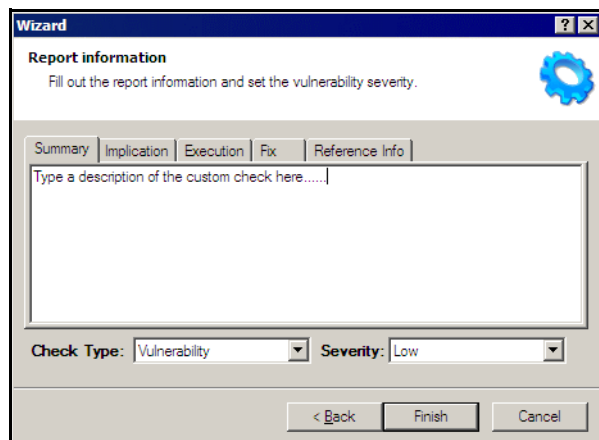 Wizard
Report information
Fill out the report information and set the vulnerability severity.
Summary Implication Execution Fix Reference Info
Type a description of the custom check here......
Check Type: Vulnerability Severity: Low
< Back Finish Cancel